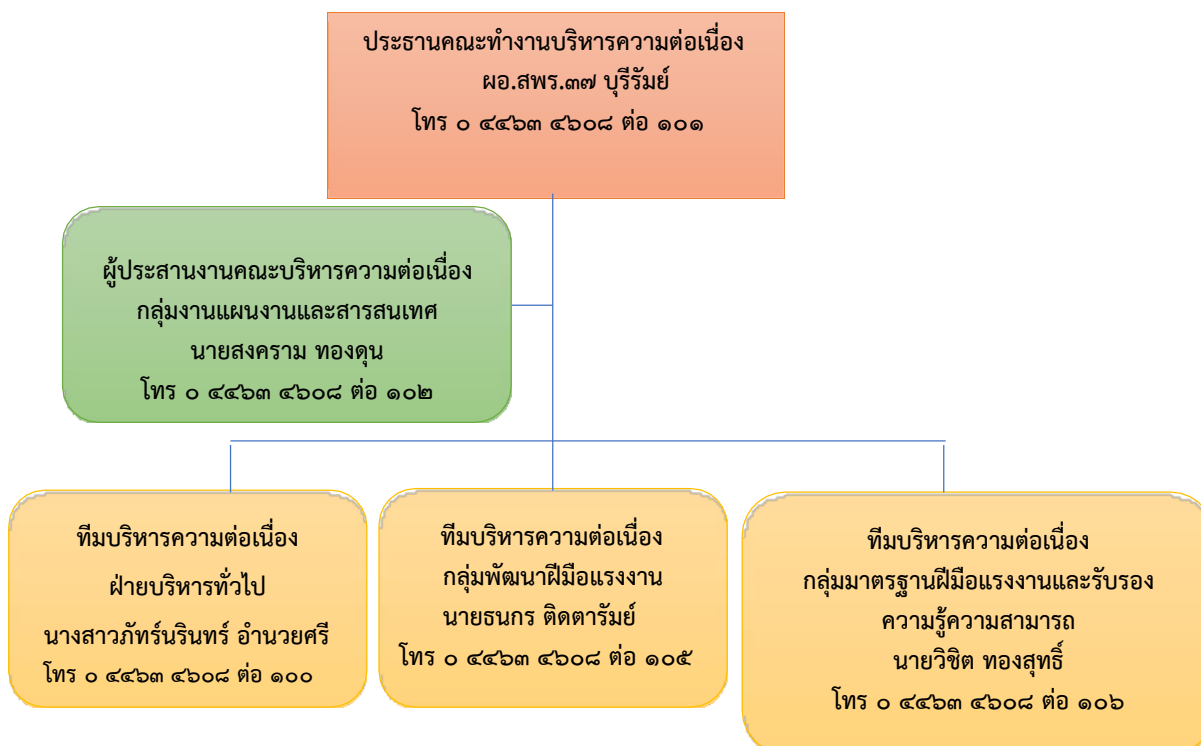 ประธานคณะทำงานบริหารความต่อเนื่อง
ผอ.สพร.๓๗ บุรีรัมย์
โทร ๐ ๔๔๖๓ ๔๖๐๘ ต่อ ๑๐๑
ผู้ประสานงานคณะบริหารความต่อเนื่อง
กลุ่มงานแผนงานและสารสนเทศ
นายสงคราม ทองดุน
โทร ๐ ๔๔๖๓ ๔๖๐๘ ต่อ ๑๐๒
ทีมบริหารความต่อเนื่อง
ฝ่ายบริหารทั่วไป
นางสาวภัทร์นรินทร์ อำนวยศรี
โทร ๐ ๔๔๖๓ ๔๖๐๘ ต่อ ๑๐๐
ทีมบริหารความต่อเนื่อง
กลุ่มพัฒนาฝีมือแรงงาน
นายธนกร ติดตารัมย์
โทร ๐ ๔๔๖๓ ๔๖๐๘ ต่อ ๑๐๕
ทีมบริหารความต่อเนื่อง
กลุ่มมาตรฐานฝีมือแรงงานและรับรอง
ความรู้ความสามารถ
นายวิชิต ทองสุทธิ์
โทร ๐ ๔๔๖๓ ๔๖๐๘ ต่อ ๑๐๖